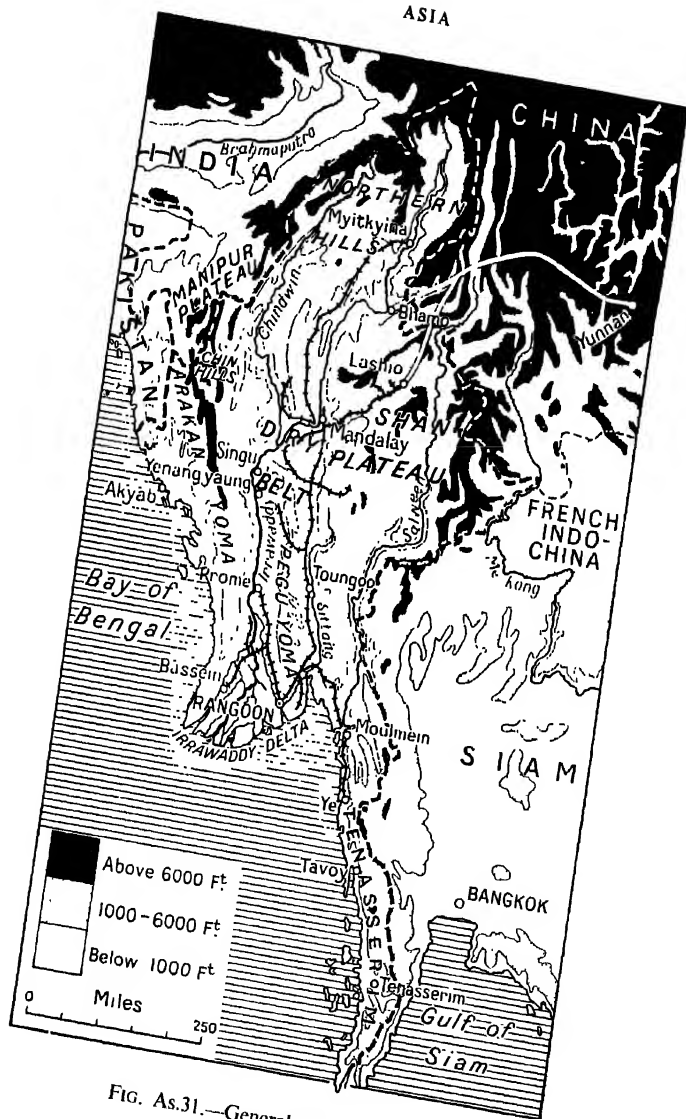 ASIA
CHINA
INDIA
Brahmaputra
NORTHERN
HILLS
Myitkyina
PAKISTAN
MANIPUR
PLATEAU
Chindwin
CHIN
HILLS
Bhamo
Yunnan
Lashio
SHAN
PLATEAU
ARAKAN YOMA
DRY
BELT
Mandalay
Singu
Yenangyaung
Akyab
Salween
FRENCH
INDO-
CHINA
Irrawaddy
PEGU YOMA
Prome
Toungoo
Sittang
Kong
Bay of
Bengal
Bassein
RANGOON
IRRAWADDY DELTA
Moulmein
SIAM
Ye
TENASSERIM
Tavoy
BANGKOK
Tenasserim
Gulf of
Siam
Above 6000 Ft
1000-6000 Ft
Below 1000 Ft
Miles
0 250
FIG. As.31.—General